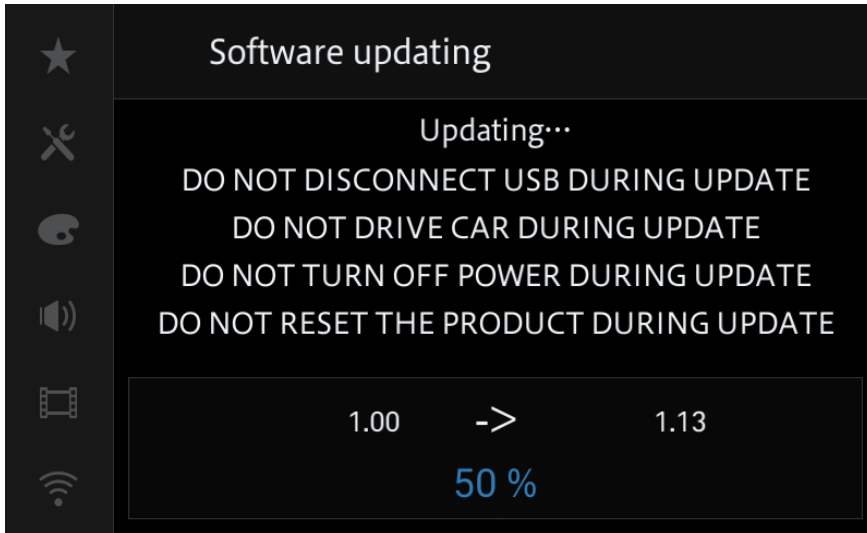 Software updating
Updating···
DO NOT DISCONNECT USB DURING UPDATE
DO NOT DRIVE CAR DURING UPDATE
DO NOT TURN OFF POWER DURING UPDATE
DO NOT RESET THE PRODUCT DURING UPDATE
1.00 -> 1.13
50 %